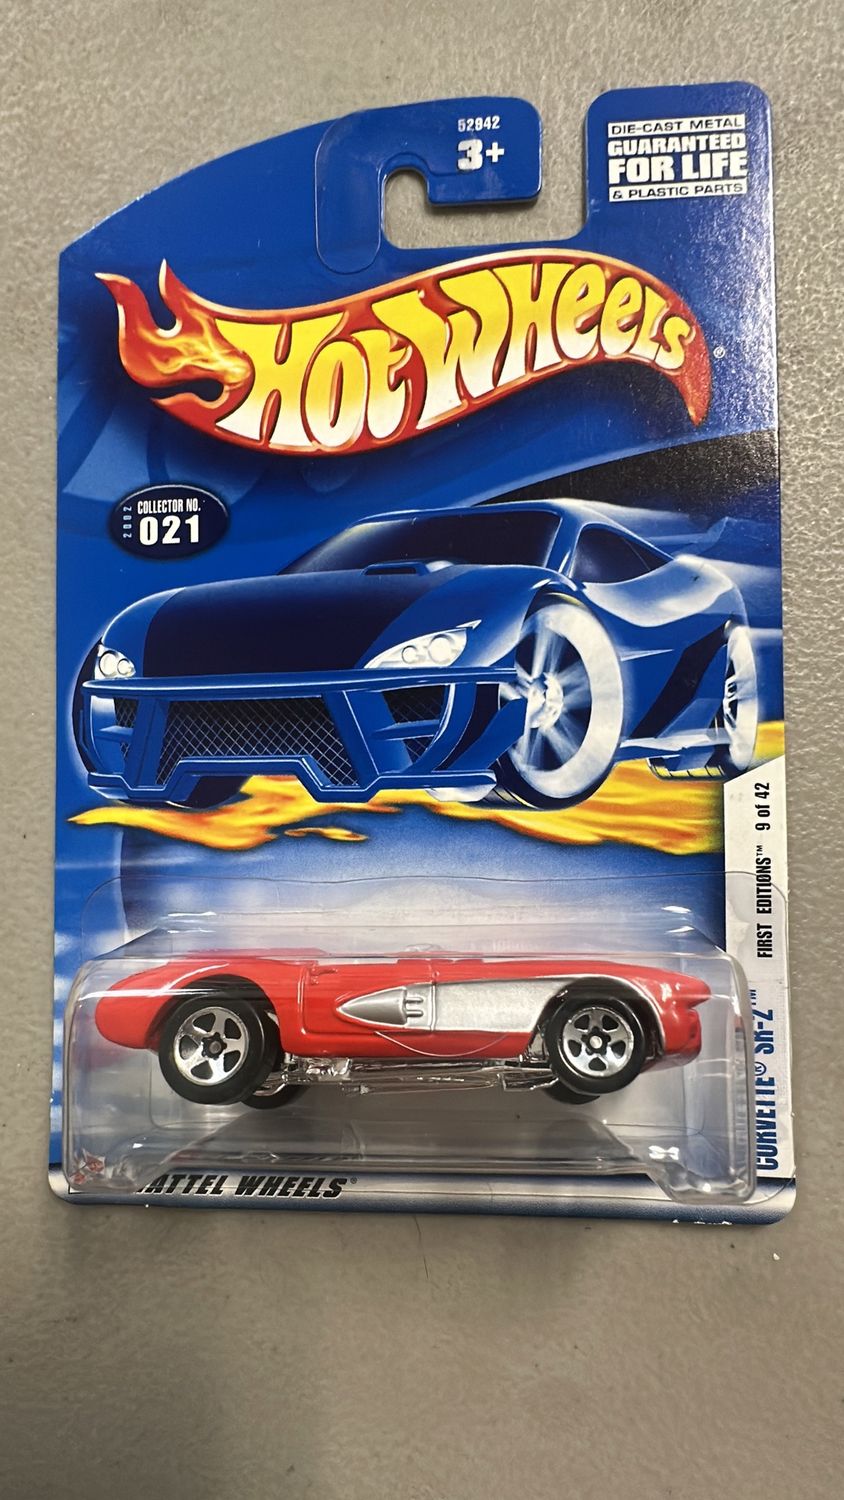 52942
3+
DIE-CAST METAL
GUARANTEED
FOR LIFE
& PLASTIC PARTS
HOT WHEELS®
2002
COLLECTOR NO.
021
FIRST EDITIONS™ 9 of 42
CORVETTE® SR-2™
MATTEL WHEELS®